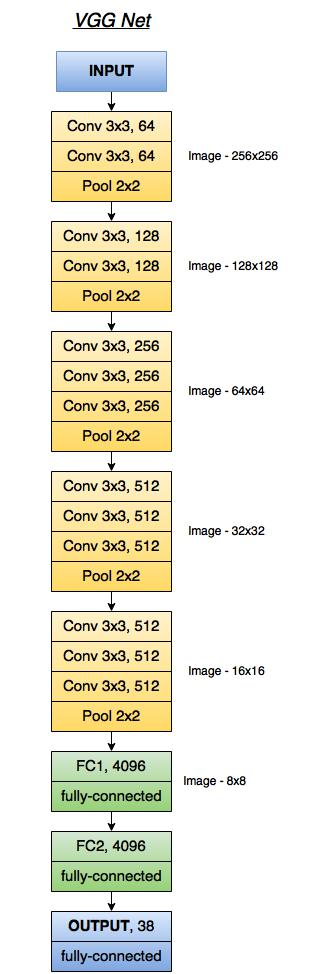 VGG Net
INPUT
Conv 3x3, 64
Conv 3x3, 64
Image - 256x256
Pool 2x2
Conv 3x3, 128
Conv 3x3, 128
Image - 128x128
Pool 2x2
Conv 3x3, 256
Conv 3x3, 256
Image - 64x64
Conv 3x3, 256
Pool 2x2
Conv 3x3, 512
Conv 3x3, 512
Image - 32x32
Conv 3x3, 512
Pool 2x2
Conv 3x3, 512
Conv 3x3, 512
Image - 16x16
Conv 3x3, 512
Pool 2x2
FC1, 4096
Image - 8x8
fully-connected
FC2, 4096
fully-connected
OUTPUT, 38
fully-connected